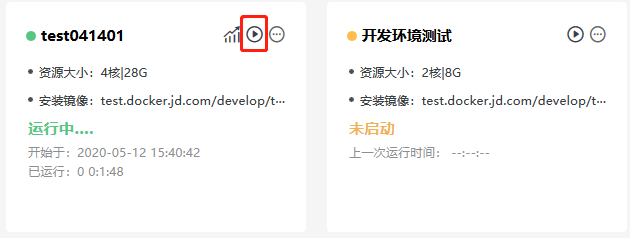 test041401
资源大小：4核|28G
安装镜像：test.docker.jd.com/develop/t···
运行中....
开始于：2020-05-12 15:40:42
已运行：0 0:1:48
开发环境测试
资源大小：2核|8G
安装镜像：test.docker.jd.com/develop/t···
未启动
上一次运行时间： --:--:--